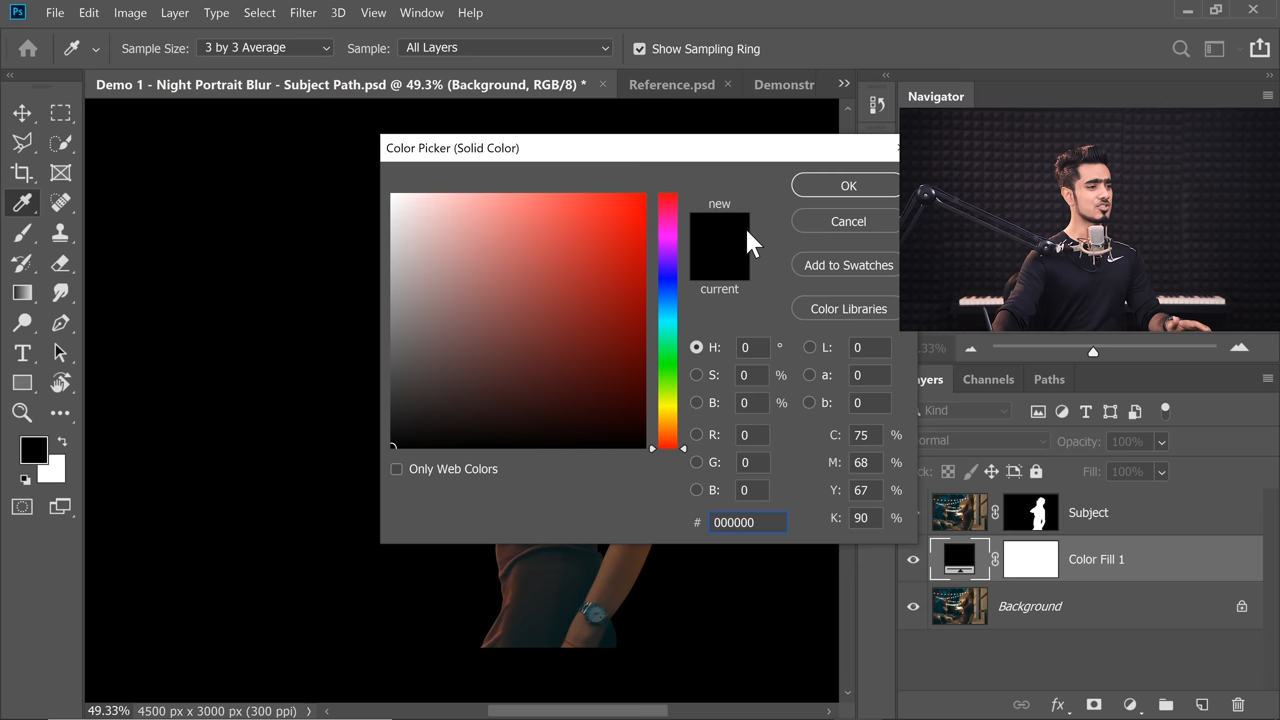 Ps File Edit Image Layer Type Select Filter 3D View Window Help
Sample Size: 3 by 3 Average Sample: All Layers Show Sampling Ring
Demo 1 - Night Portrait Blur - Subject Path.psd @ 49.3% (Background, RGB/8) * × Reference.psd × Demonstr
Navigator
Color Picker (Solid Color)
new
current
OK
Cancel
Add to Swatches
Color Libraries
H: 0 ° L: 0
S: 0 % a: 0
B: 0 % b: 0
R: 0 C: 75 %
G: 0 M: 68 %
B: 0 Y: 67 %
# 000000 K: 90 %
Only Web Colors
.33%
ayers Channels Paths
Kind
ormal Opacity: 100%
ck: Fill: 100%
Subject
Color Fill 1
Background
fx
49.33% 4500 px x 3000 px (300 ppi)